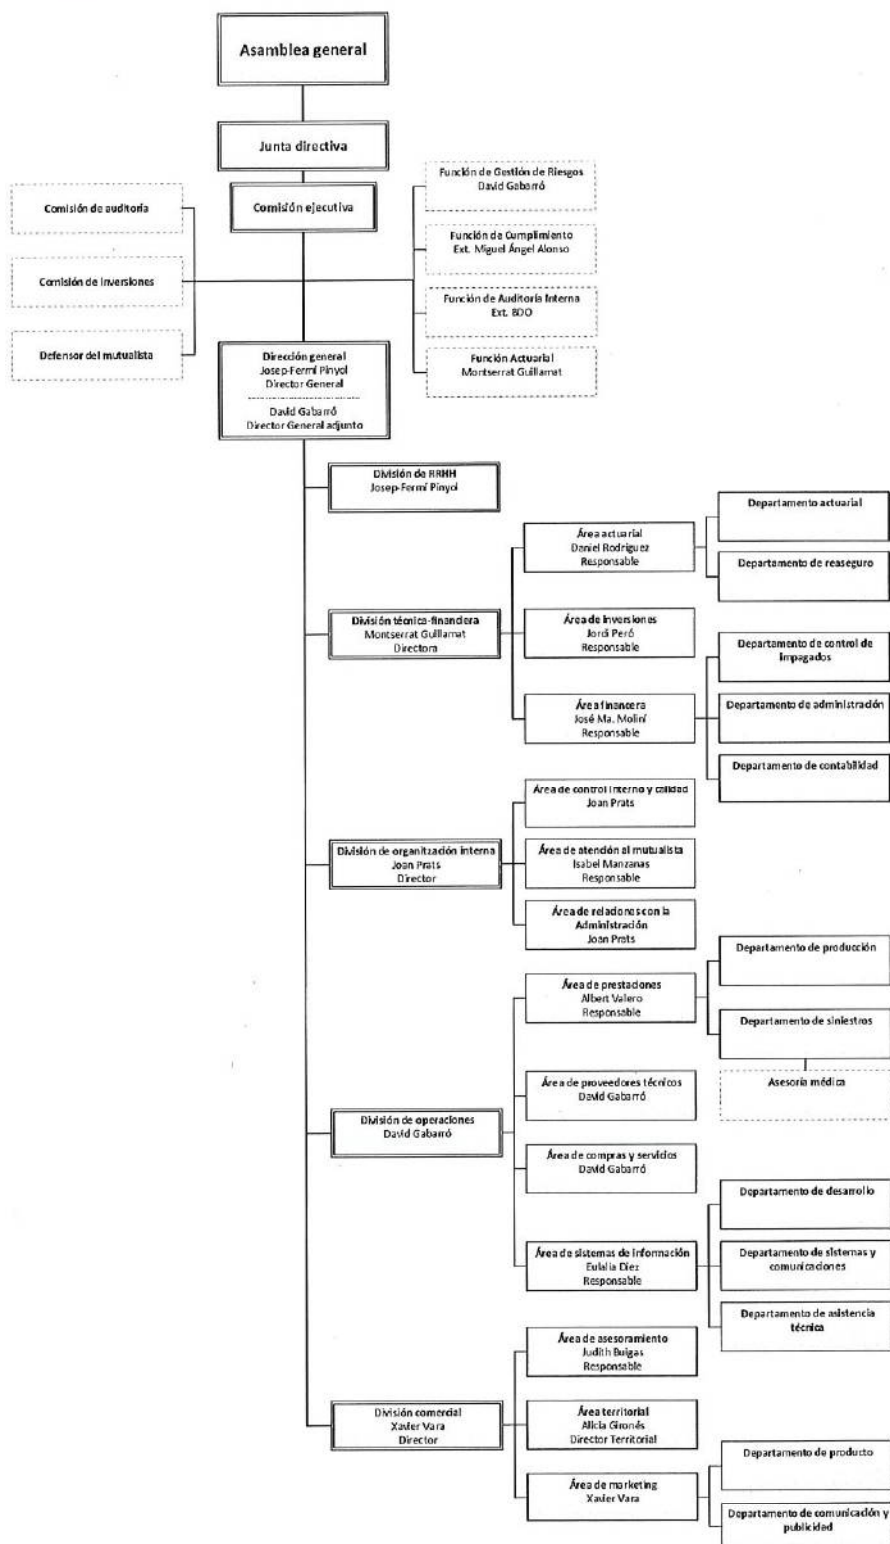 Asamblea general
Junta directiva
Comisión ejecutiva
Comisión de auditoría
Comisión de inversiones
Defensor del mutualista
Función de Gestión de Riesgos
David Gabarró
Función de Cumplimiento
Ext. Miguel Ángel Alonso
Función de Auditoría Interna
Ext. BDO
Función Actuarial
Montserrat Guillamat
Dirección general
Josep-Fermí Pinyol
Director General
David Gabarró
Director General adjunto
División de RRHH
Josep-Fermí Pinyol
División técnica-financiera
Montserrat Guillamat
Directora
Área actuarial
Daniel Rodríguez
Responsable
Departamento actuarial
Departamento de reaseguro
Área de inversiones
Jordi Peró
Responsable
Área financera
José Ma. Moliní
Responsable
Departamento de control de
impagados
Departamento de administración
Departamento de contabilidad
División de organitzación interna
Joan Prats
Director
Área de control interno y calidad
Joan Prats
Área de atención al mutualista
Isabel Manzanas
Responsable
Área de relaciones con la
Administración
Joan Prats
División de operaciones
David Gabarró
Área de prestaciones
Albert Valero
Responsable
Departamento de producción
Departamento de siniestros
Asesoría médica
Área de proveedores técnicos
David Gabarró
Área de compras y servicios
David Gabarró
Área de sistemas de información
Eulalia Diez
Responsable
Departamento de desarrollo
Departamento de sistemas y
comunicaciones
Departamento de asistencia
técnica
División comercial
Xavier Vara
Director
Área de asesoramiento
Judith Buigas
Responsable
Área territorial
Alicia Gironés
Director Territorial
Área de marketing
Xavier Vara
Departamento de producto
Departamento de comunicación y
publicidad